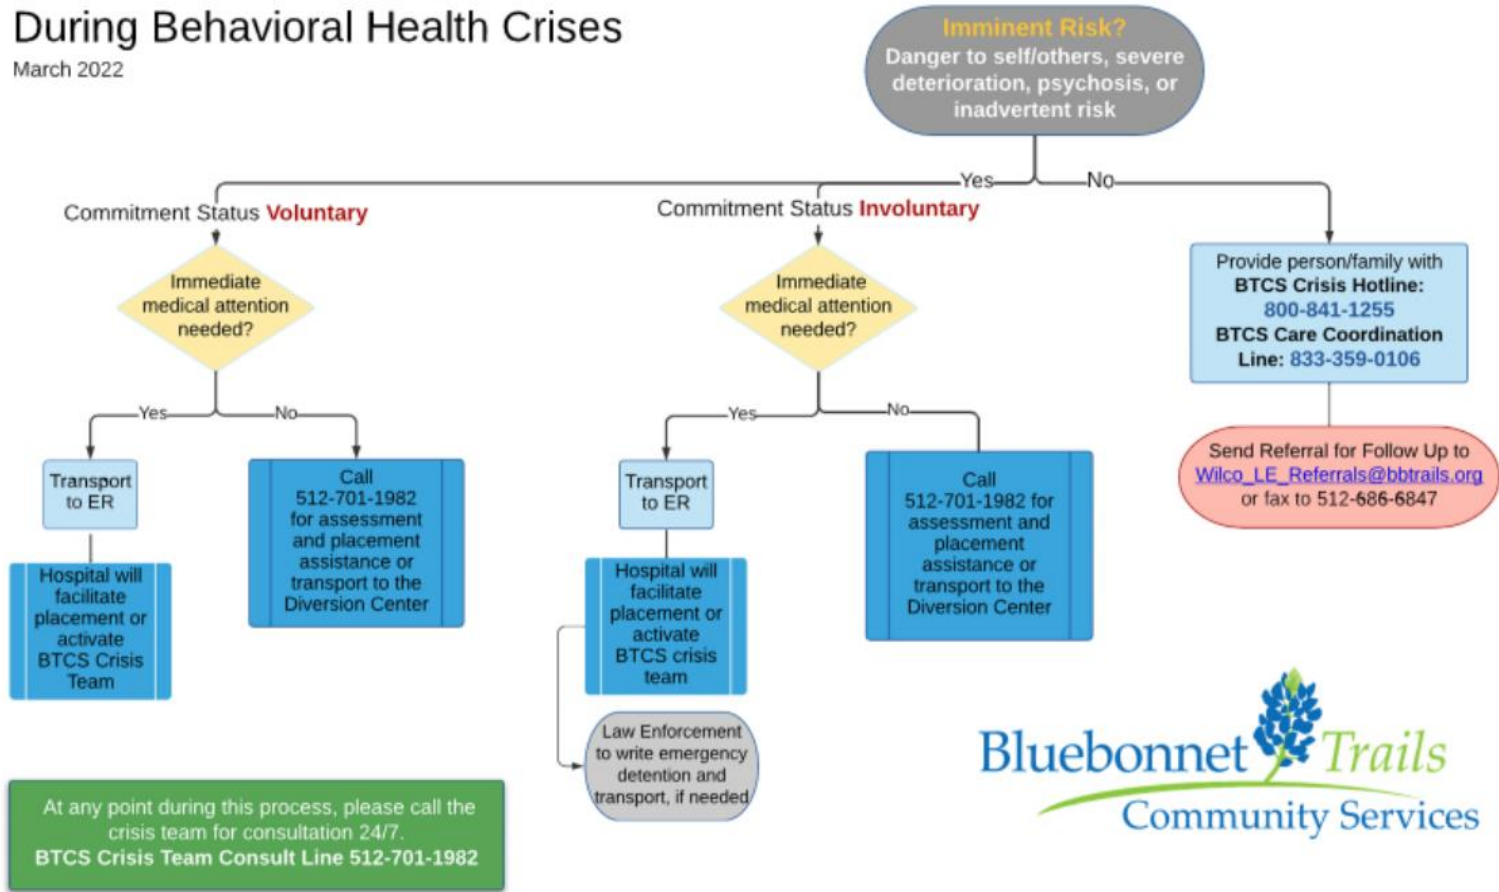 During Behavioral Health Crises
March 2022
Imminent Risk?
Danger to self/others, severe
deterioration, psychosis, or
inadvertent risk
Yes
No
Commitment Status Voluntary
Immediate
medical attention
needed?
Yes
No
Transport
to ER
Hospital will
facilitate
placement or
activate
BTCS Crisis
Team
Call
512-701-1982
for assessment
and placement
assistance or
transport to the
Diversion Center
Commitment Status Involuntary
Immediate
medical attention
needed?
Yes
No
Transport
to ER
Hospital will
facilitate
placement or
activate
BTCS crisis
team
Law Enforcement
to write emergency
detention and
transport, if needed
Call
512-701-1982 for
assessment and
placement
assistance or
transport to the
Diversion Center
Provide person/family with
BTCS Crisis Hotline:
800-841-1255
BTCS Care Coordination
Line: 833-359-0106
Send Referral for Follow Up to
Wilco_LE_Referrals@bbtrails.org
or fax to 512-686-6847
At any point during this process, please call the
crisis team for consultation 24/7.
BTCS Crisis Team Consult Line 512-701-1982
Bluebonnet Trails
Community Services